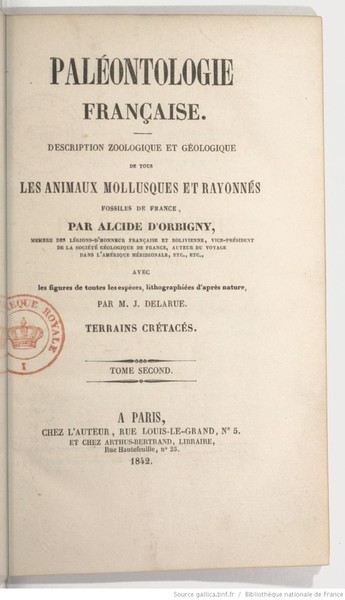 PALÉONTOLOGIE
FRANÇAISE.
DESCRIPTION ZOOLOGIQUE ET GÉOLOGIQUE
DE TOUS
LES ANIMAUX MOLLUSQUES ET RAYONNÉS
FOSSILES DE FRANCE,
PAR ALCIDE D'ORBIGNY,
MEMBRE DES LÉGIONS-D'HONNEUR FRANÇAISE ET BOLIVIENNE, VICE-PRÉSIDENT
DE LA SOCIÉTÉ GÉOLOGIQUE DE FRANCE, AUTEUR DU VOYAGE
DANS L'AMÉRIQUE MÉRIDIONALE, ETC., ETC.,
AVEC
les figures de toutes les espèces, lithographiées d'après nature,
PAR M. J. DELARUE.
TERRAINS CRÉTACÉS.
ÈQUE ROYALE
I
TOME SECOND.
A PARIS,
CHEZ L'AUTEUR, RUE LOUIS-LE-GRAND, N° 5.
ET CHEZ ARTHUS-BERTRAND, LIBRAIRE,
Rue Hautefeuille, n° 23.
1842.
Source gallica.bnf.fr / Bibliothèque nationale de France